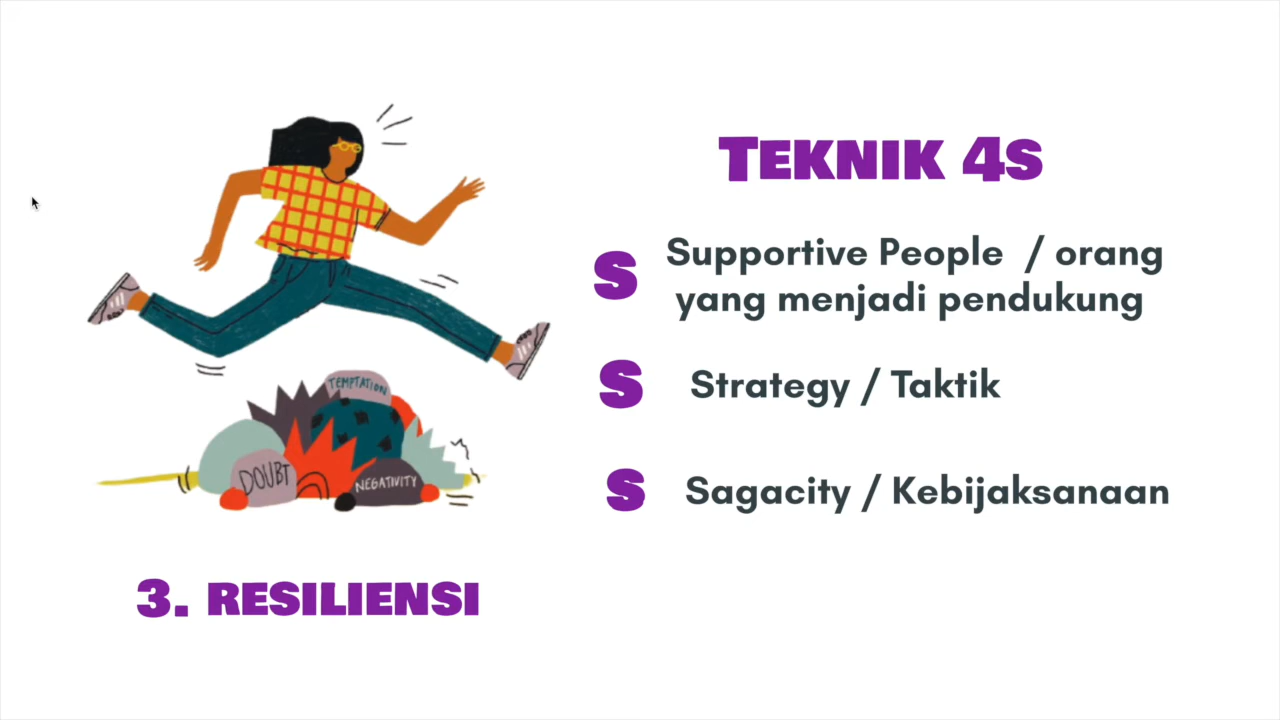 TEKNIK 4S
S Supportive People / orang
yang menjadi pendukung
S Strategy / Taktik
S Sagacity / Kebijaksanaan
TEMPTATION
DOUBT
NEGATIVITY
3. RESILIENSI